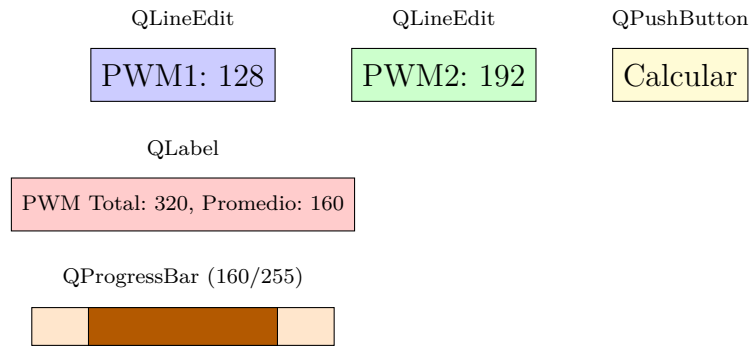 QLineEdit QLineEdit QPushButton
PWM1: 128 PWM2: 192 Calcular
QLabel
PWM Total: 320, Promedio: 160
QProgressBar (160/255)